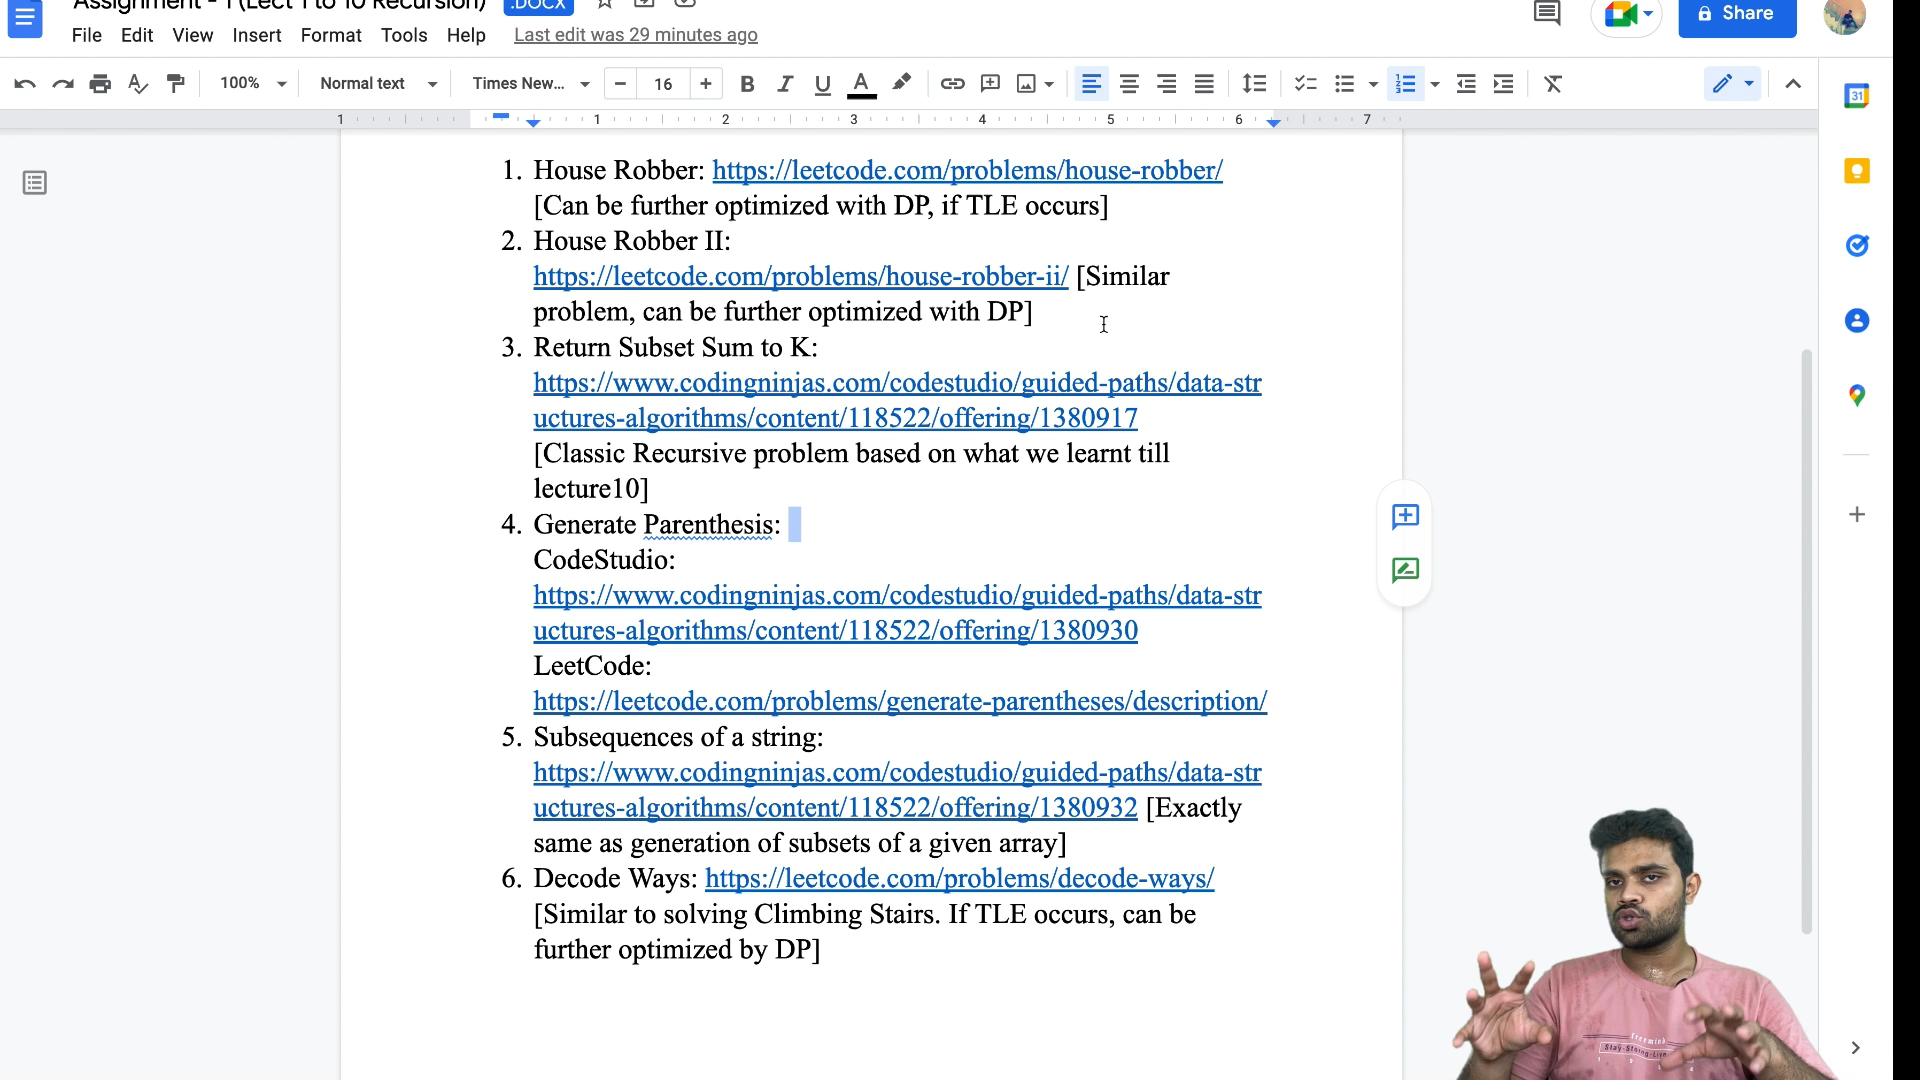 Assignment - 1 (Lect 1 to 10 Recursion) .DOCX
Share
File Edit View Insert Format Tools Help Last edit was 29 minutes ago
100% Normal text Times New... 16
1 1 2 3 4 5 6 7
31
1. House Robber: https://leetcode.com/problems/house-robber/
[Can be further optimized with DP, if TLE occurs]
2. House Robber II:
https://leetcode.com/problems/house-robber-ii/ [Similar
problem, can be further optimized with DP]
3. Return Subset Sum to K:
https://www.codingninjas.com/codestudio/guided-paths/data-str
uctures-algorithms/content/118522/offering/1380917
[Classic Recursive problem based on what we learnt till
lecture10]
4. Generate Parenthesis:
CodeStudio:
https://www.codingninjas.com/codestudio/guided-paths/data-str
uctures-algorithms/content/118522/offering/1380930
LeetCode:
https://leetcode.com/problems/generate-parentheses/description/
5. Subsequences of a string:
https://www.codingninjas.com/codestudio/guided-paths/data-str
uctures-algorithms/content/118522/offering/1380932 [Exactly
same as generation of subsets of a given array]
6. Decode Ways: https://leetcode.com/problems/decode-ways/
[Similar to solving Climbing Stairs. If TLE occurs, can be
further optimized by DP]